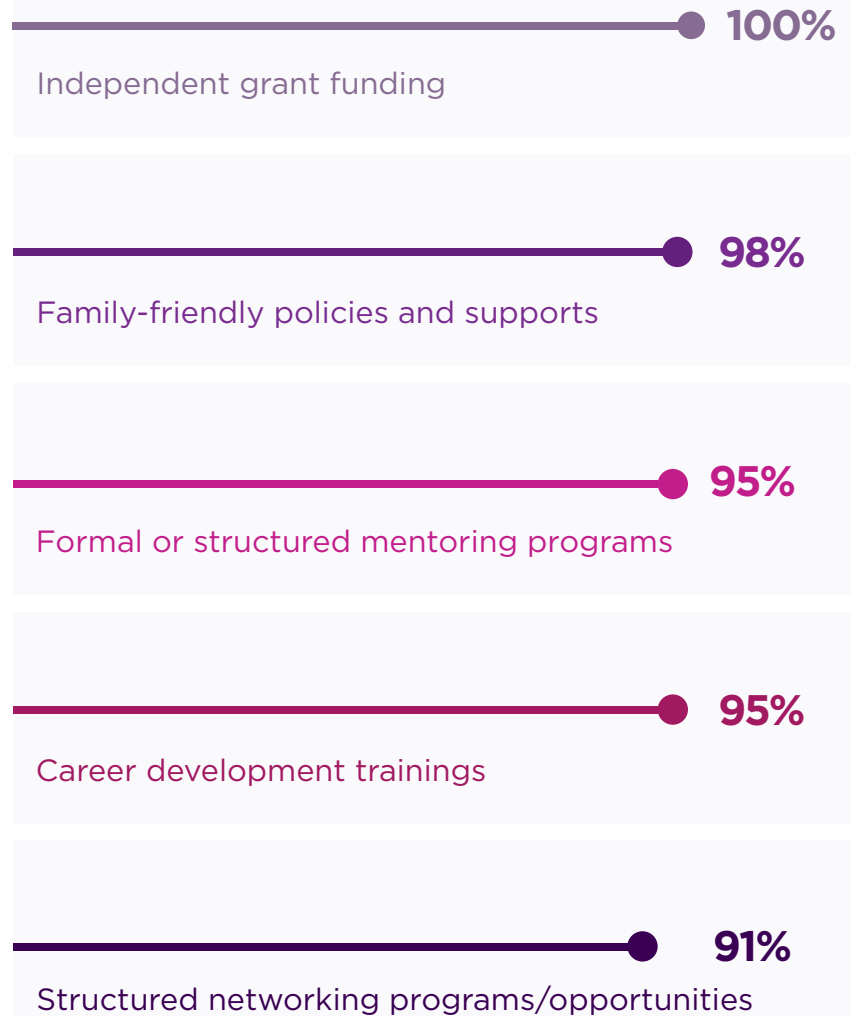 100%
Independent grant funding
98%
Family-friendly policies and supports
95%
Formal or structured mentoring programs
95%
Career development trainings
91%
Structured networking programs/opportunities